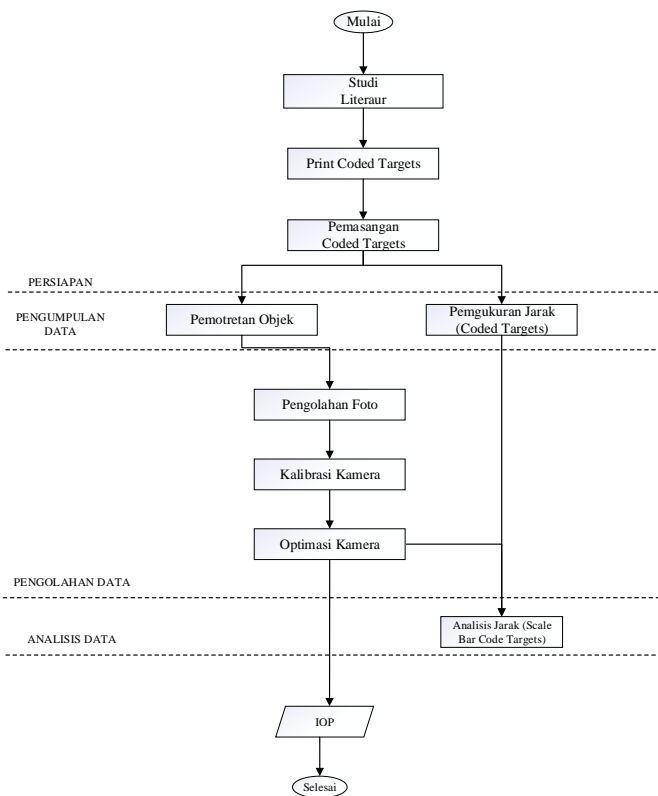 Mulai
Studi
Literaur
Print Coded Targets
Pemasangan
Coded Targets
PERSIAPAN
PENGUMPULAN
DATA
Pemotretan Objek
Pemgukuran Jarak
(Coded Targets)
Pengolahan Foto
Kalibrasi Kamera
Optimasi Kamera
PENGOLAHAN DATA
ANALISIS DATA
Analisis Jarak (Scale
Bar Code Targets)
IOP
Selesai